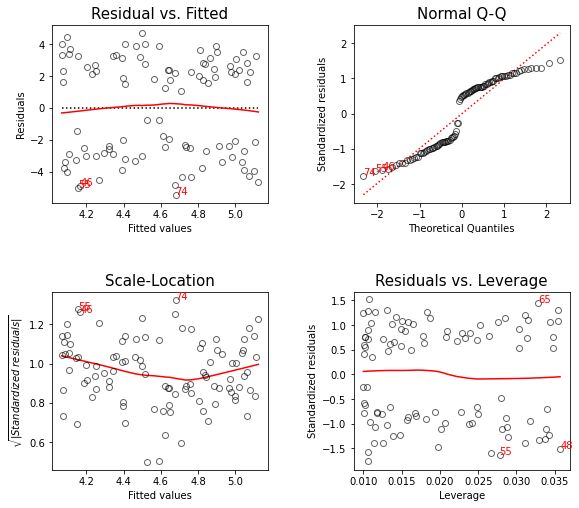 Residual vs. Fitted
Residuals
4
2
0
−2
−4
46
55
74
4.2 4.4 4.6 4.8 5.0
Fitted values
Normal Q-Q
Standardized residuals
2
1
0
−1
−2
74 55 46
−2 −1 0 1 2
Theoretical Quantiles
Scale-Location
√|Standardized residuals|
1.2
1.0
0.8
0.6
74
55
46
4.2 4.4 4.6 4.8 5.0
Fitted values
Residuals vs. Leverage
Standardized residuals
1.5
1.0
0.5
0.0
−0.5
−1.0
−1.5
65
48
55
0.010 0.015 0.020 0.025 0.030 0.035
Leverage